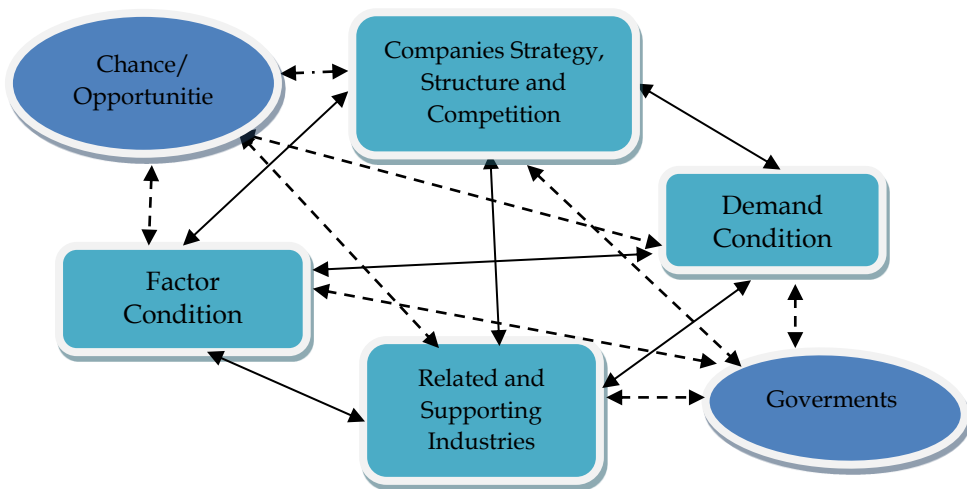 Chance/
Opportunitie
Companies Strategy,
Structure and
Competition
Demand
Condition
Factor
Condition
Related and
Supporting
Industries
Goverments